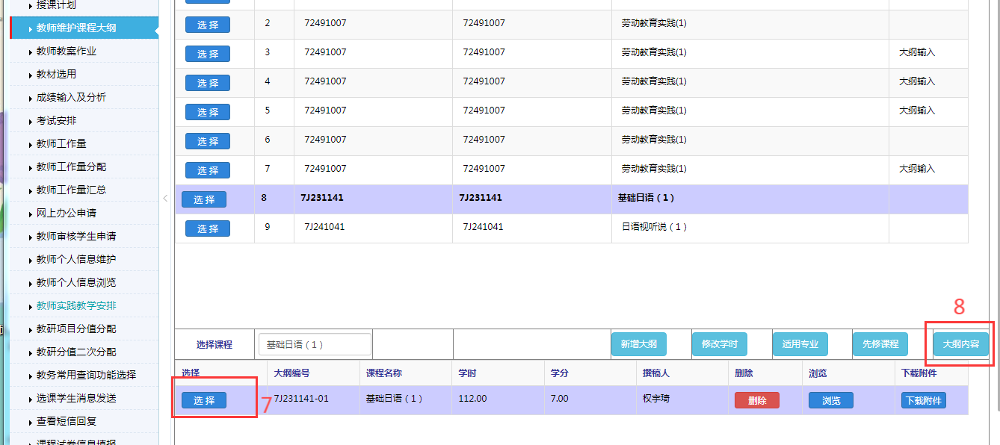 授课计划
教师维护课程大纲
教师教案作业
教材选用
成绩输入及分析
考试安排
教师工作量
教师工作量分配
教师工作量汇总
网上办公申请
教师审核学生申请
教师个人信息维护
教师个人信息浏览
教师实践教学安排
教研项目分值分配
教研分值二次分配
教务常用查询功能选择
选课学生消息发送
查看短信回复
课程试卷信息填报
选择 2 72491007 72491007 劳动教育实践(1)
选择 3 72491007 72491007 劳动教育实践(1) 大纲输入
选择 4 72491007 72491007 劳动教育实践(1) 大纲输入
选择 5 72491007 72491007 劳动教育实践(1) 大纲输入
选择 6 72491007 72491007 劳动教育实践(1)
选择 7 72491007 72491007 劳动教育实践(1) 大纲输入
选择 8 7J231141 7J231141 基础日语（1）
选择 9 7J241041 7J241041 日语视听说（1）
8
选择课程 基础日语（1） 新增大纲 修改学时 适用专业 先修课程 大纲内容
选择 大纲编号 课程名称 学时 学分 撰稿人 删除 浏览 下载附件
选择 7J231141-01 基础日语（1） 112.00 7.00 权宇琦 删除 浏览 下载附件
7